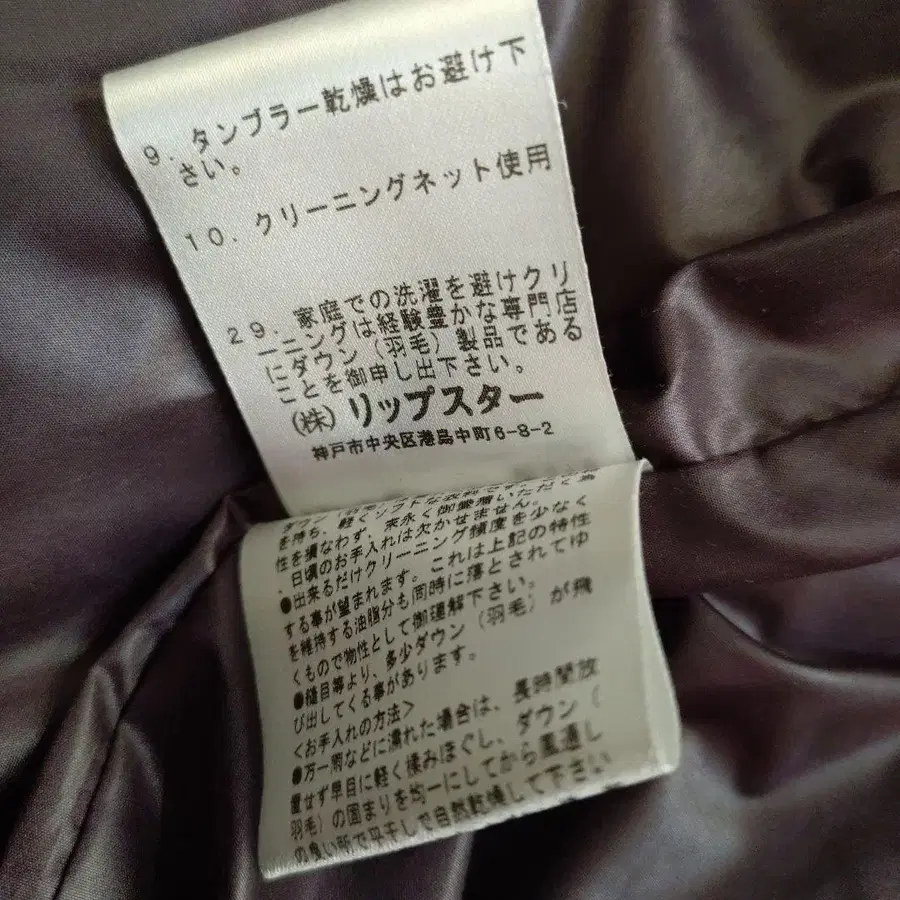 9. タンブラー乾燥はお避け下
さい。
10. クリーニングネット使用
29. 家庭での洗濯を避けクリ
ーニングは経験豊かな専門店
にダウン(羽毛)製品である
ことを御申し出下さい。
(株)リップスター
神戸市中央区港島中町6-8-2
を持ち、軽くソフトな衣料です。
性を損なわず、末永く御愛着いただく為
、日頃のお手入れは欠かせません。
●出来るだけクリーニング頻度を少なく
する事が望まれます。これは上記の特性
を維持する油脂分も同時に落とされてゆ
くもので物性として御理解下さい。
●縫目等より、多少ダウン(羽毛)が飛
び出してくる事があります。
<お手入れの方法>
●万一雨などに濡れた場合は、長時間放
置せず早目に軽く揉みほぐし、ダウン(
羽毛)の固まりを均一にしてから風通し
の良い所で平干しで自然乾燥して下さい